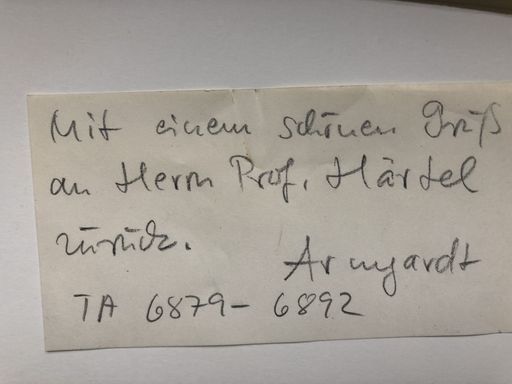 Mit einem schönen Gruß
an Herrn Prof. Härtel
zurück.
Armgardt
TA 6879- 6892